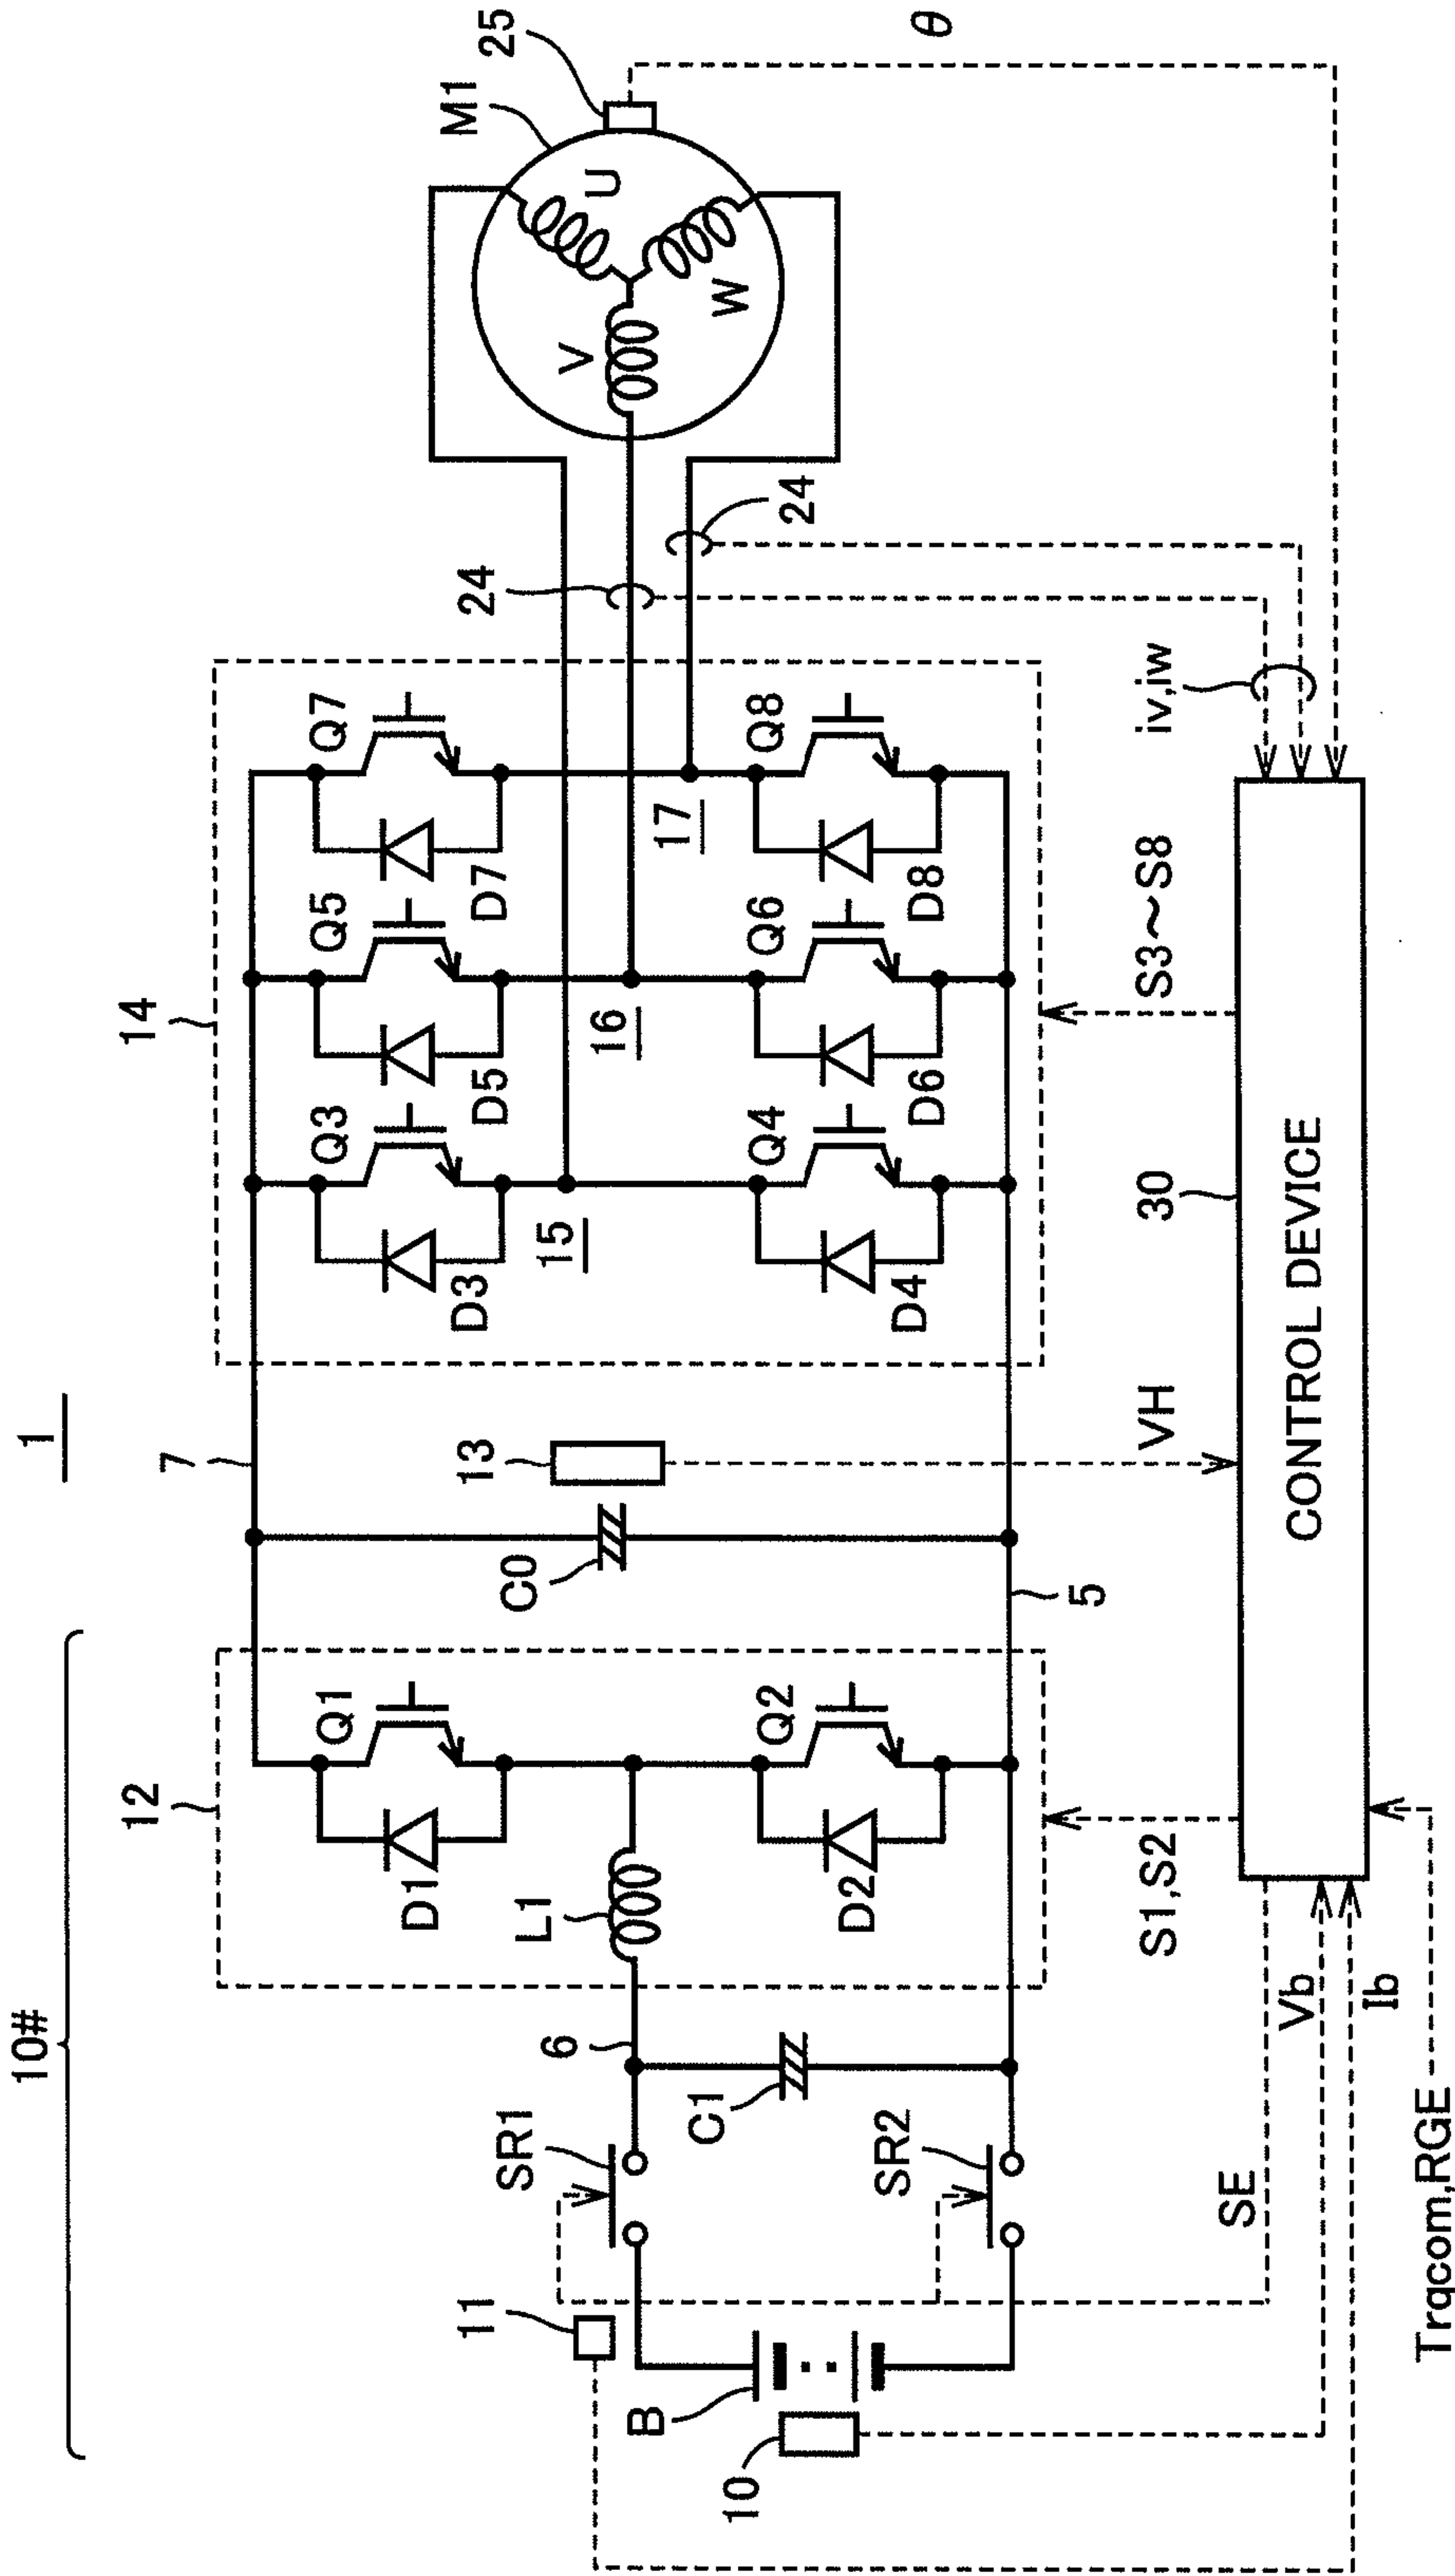 1
10#
12
7
14
Q1
D1
L1
6
Q2
D2
C0
13
5
Q3
D3
15
Q5
D5
16
Q7
D7
17
Q4
D4
Q6
D6
Q8
D8
24
24
M1
25
U
V
W
θ
SR1
SR2
C1
11
B
10
SE
Vb
Ib
S1,S2
VH
30
S3~S8
iv,iw
CONTROL DEVICE
Trqcom,RGE